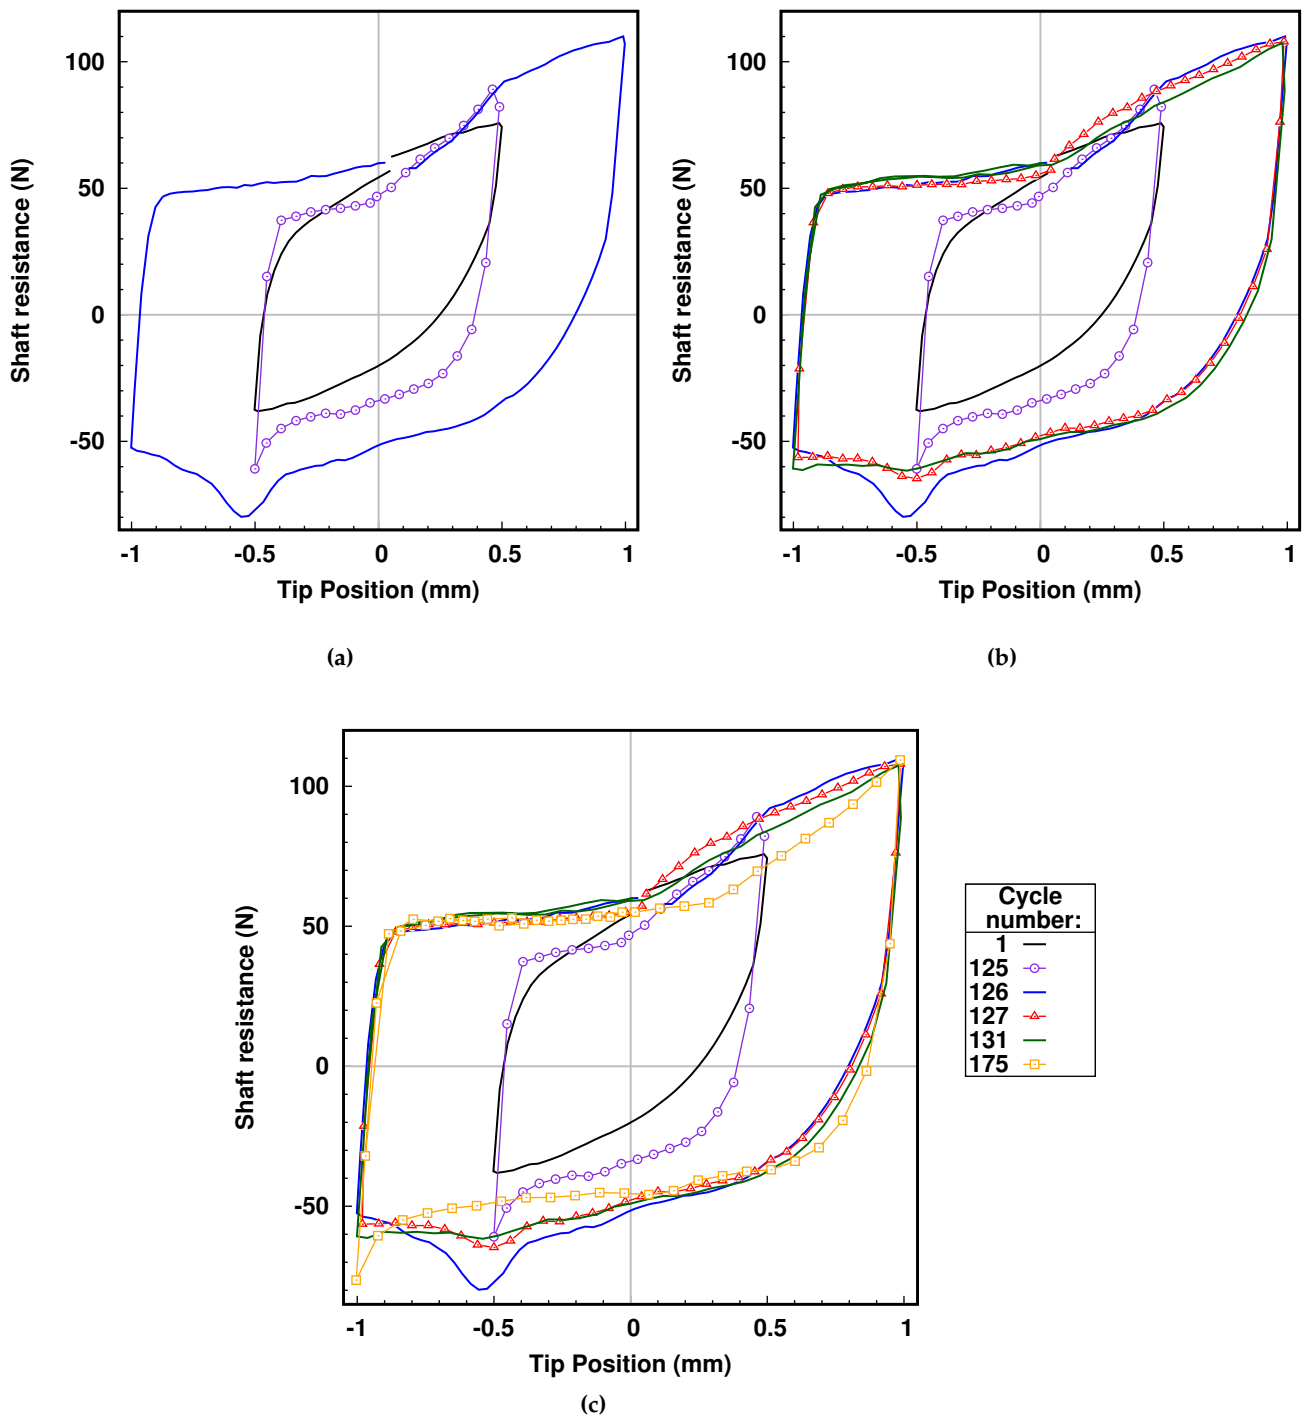 100
50
0
-50
Shaft resistance (N)
-1 -0.5 0 0.5 1
Tip Position (mm)
(a)
100
50
0
-50
Shaft resistance (N)
-1 -0.5 0 0.5 1
Tip Position (mm)
(b)
100
50
0
-50
Shaft resistance (N)
-1 -0.5 0 0.5 1
Tip Position (mm)
(c)
Cycle
number:
1
125
126
127
131
175